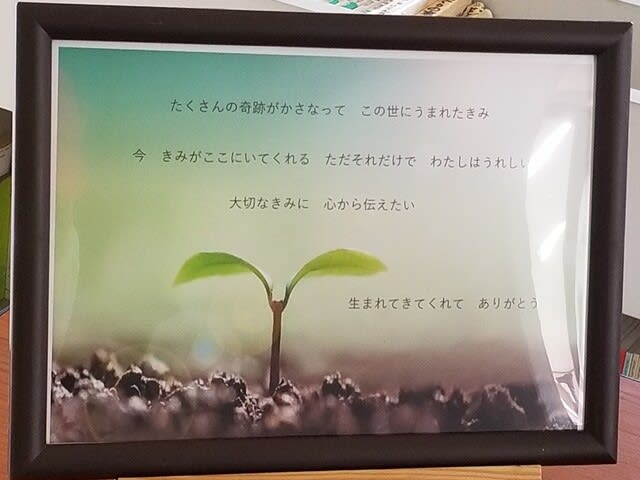 たくさんの奇跡がかさなって　この世にうまれたきみ
今　きみがここにいてくれる　ただそれだけで　わたしはうれしい
大切なきみに　心から伝えたい
生まれてきてくれて　ありがとう